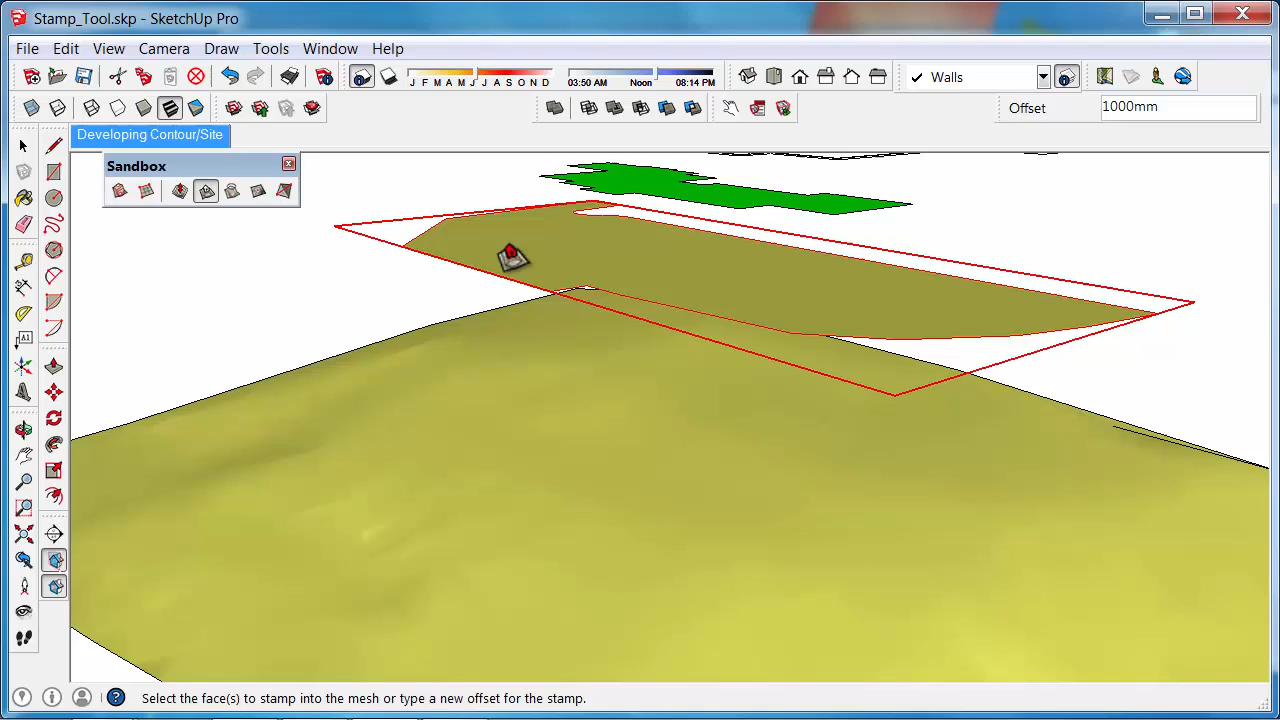 Stamp_Tool.skp - SketchUp Pro
File Edit View Camera Draw Tools Window Help
J F M A M J J A S O N D 03:50 AM Noon 08:14 PM Walls
Offset 1000mm
Developing Contour/Site
Sandbox
A1
Select the face(s) to stamp into the mesh or type a new offset for the stamp.